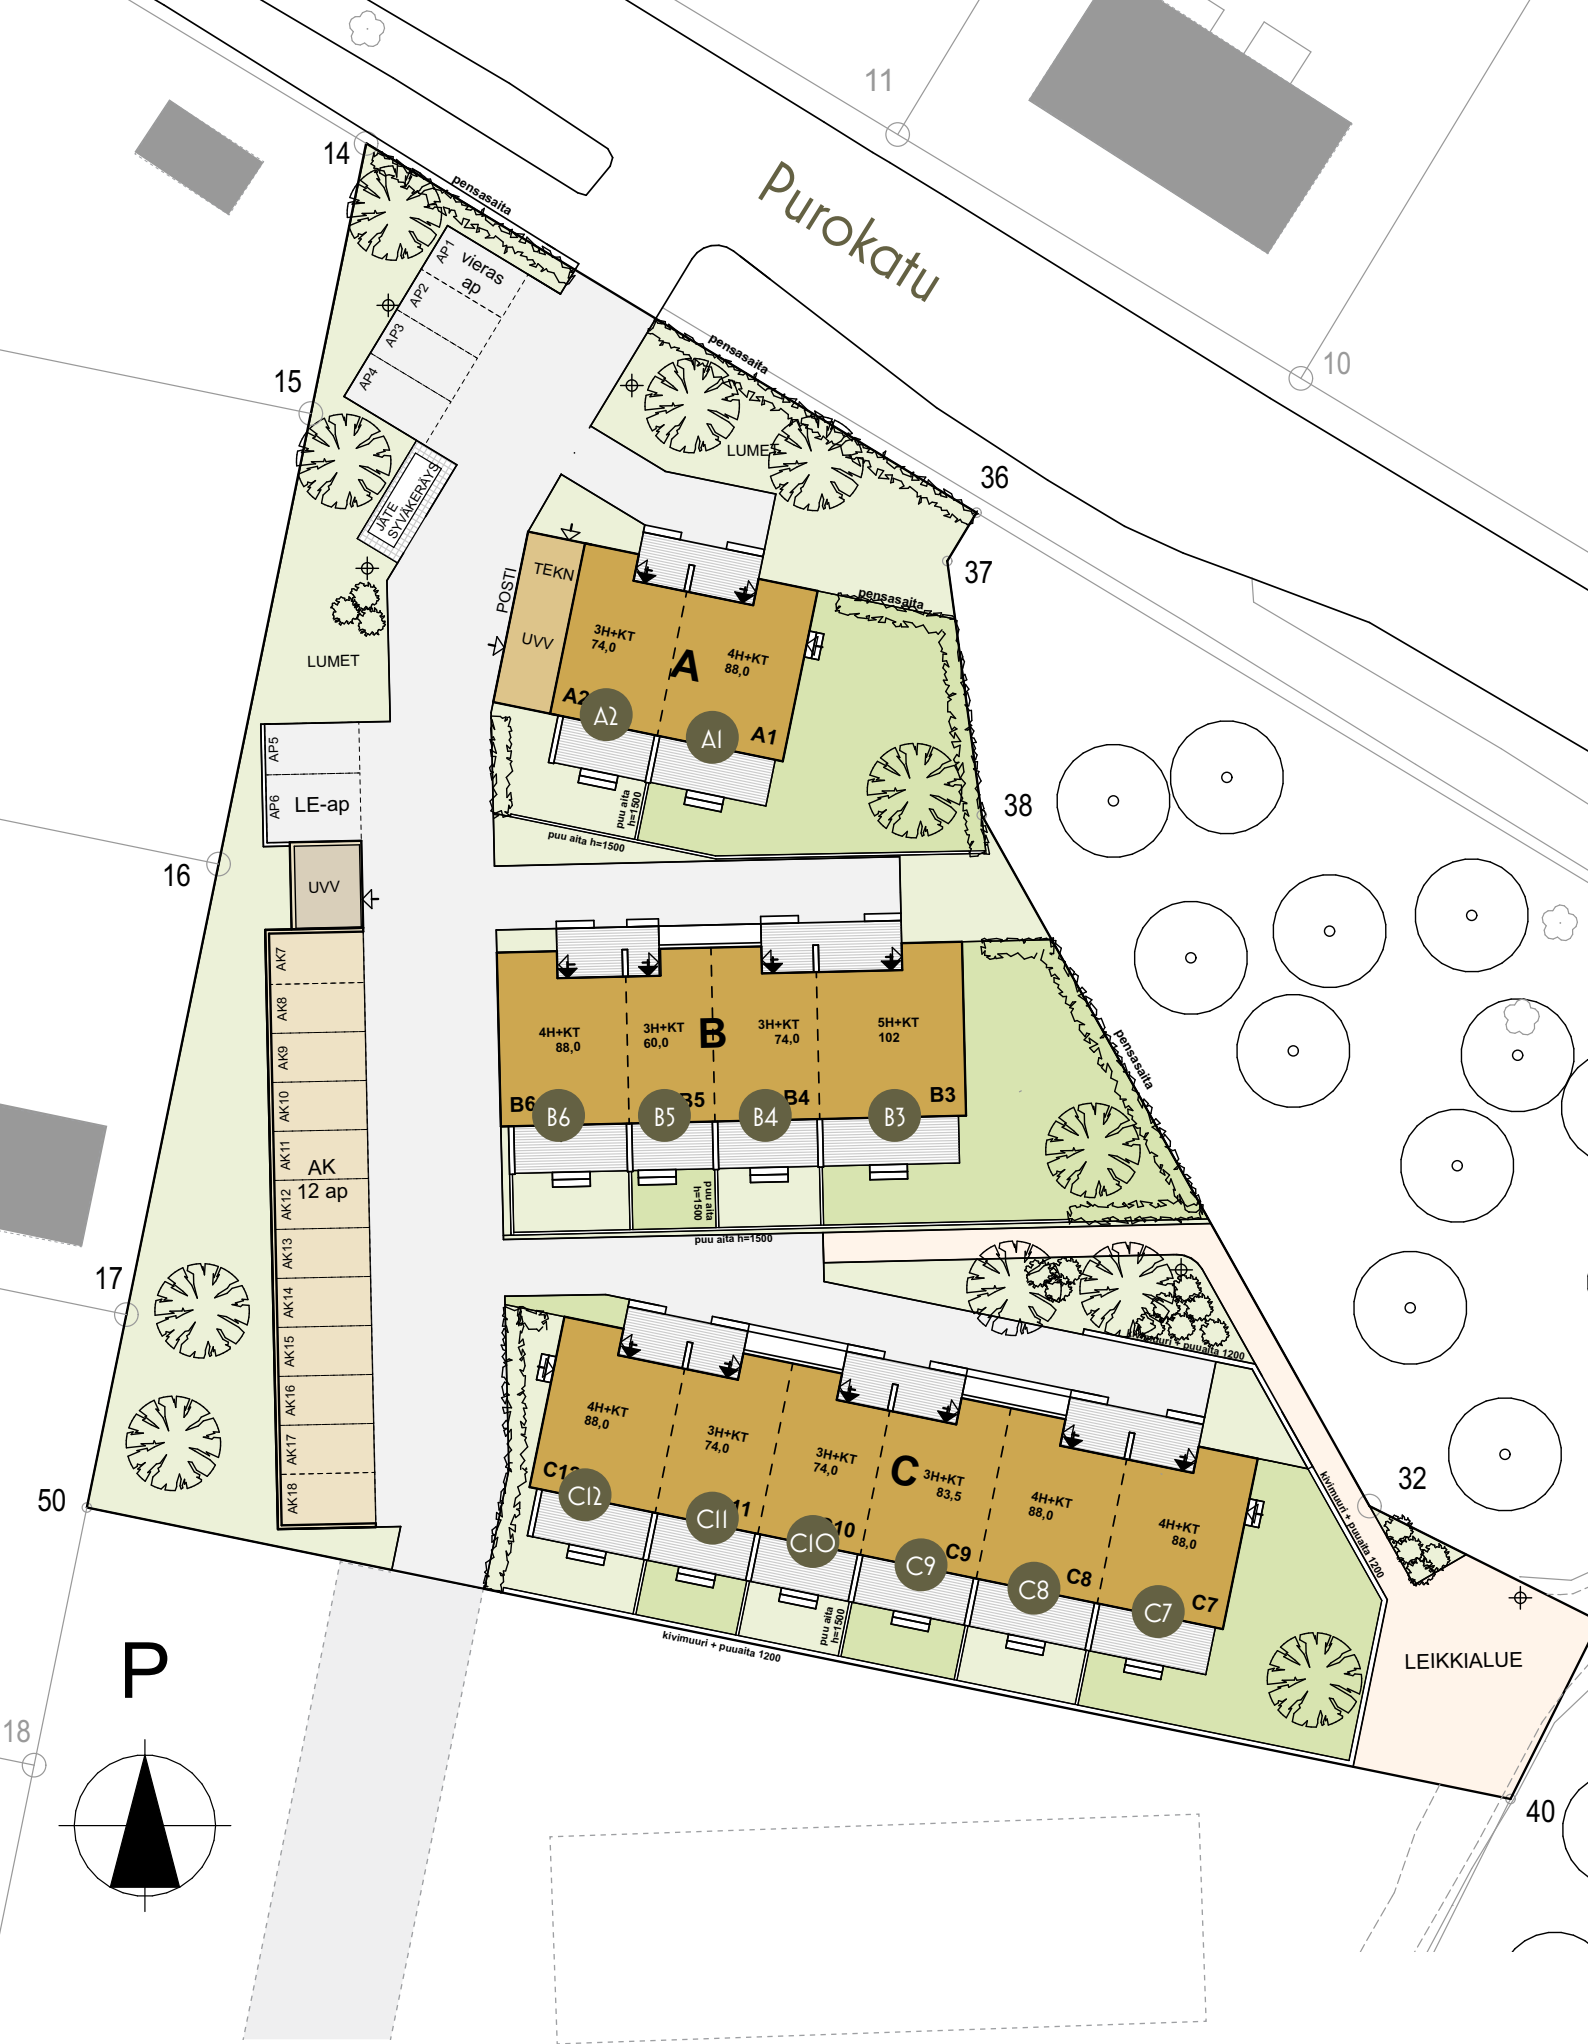 11
14
pensasaita
Purokatu
AP1
vieras
ap
AP2
AP3
AP4
10
pensasaita
15
LUMET
36
JÄTE
SYVÄKERÄYS
37
TEKN
POSTI
UVV
3H+KT
74,0
4H+KT
88,0
A
pensasaita
LUMET
A2
A2
A1
A1
AP5
AP6
LE-ap
puu aita
h=1500
puu aita h=1500
38
16
UVV
AK7
AK8
AK9
AK10
AK11
AK12
AK13
AK14
AK15
AK16
AK17
AK18
AK
12 ap
4H+KT
88,0
3H+KT
60,0
B
3H+KT
74,0
5H+KT
102
B6
B6
B5
B5
B4
B4
B3
B3
pensasaita
puu aita
h=1500
puu aita h=1500
17
kivimuuri + puuaita 1200
4H+KT
88,0
3H+KT
74,0
3H+KT
74,0
C
3H+KT
83,5
4H+KT
88,0
4H+KT
88,0
C12
C11
C10
C9
C9
C8
C8
C7
C7
kivimuuri + puuaita 1200
32
50
puu aita
h=1500
kivimuuri + puuaita 1200
LEIKKIALUE
P
18
40